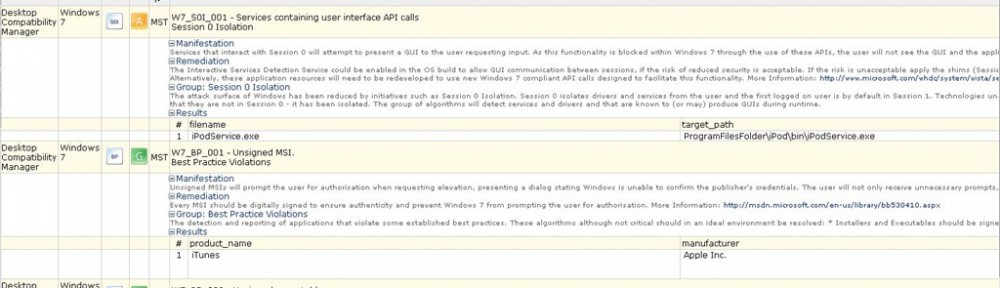 Desktop Compatibility Manager
Windows 7
SOI
A
MST
W7_S0I_001 - Services containing user interface API calls
Session 0 Isolation
Manifestation
Services that interact with Session 0 will attempt to present a GUI to the user requesting input. As this functionality is blocked within Windows 7 through the use of these APIs, the user will not see the GUI and the appli
Remediation
The Interactive Services Detection Service could be enabled in the OS build to allow GUI communication between sessions, if the risk of reduced security is acceptable. If the risk is unacceptable apply the shims (Sessio
Alternatively, these application resources will need to be redeveloped to use new Windows 7 compliant API calls designed to facilitate this functionality. More Information: http://www.microsoft.com/whdc/system/vista/se
Group: Session 0 Isolation
The attack surface of Windows has been reduced by initiatives such as Session 0 Isolation. Session 0 isolates drivers and services from the user and the first logged on user is by default in Session 1. Technologies un
that they are not in Session 0 - it has been isolated. The group of algorithms will detect services and drivers and that are known to (or may) produce GUIs during runtime.
Results
# filename target_path
1 iPodService.exe ProgramFilesFolder\iPod\bin\iPodService.exe
Desktop Compatibility Manager
Windows 7
BP
G
MST
W7_BP_001 - Unsigned MSI.
Best Practice Violations
Manifestation
Unsigned MSIs will prompt the user for authorisation when requesting elevation, presenting a dialog stating Windows is unable to confirm the publisher's credentials. The user will not only receive unnecessary prompts,
Remediation
Every MSI should be digitally signed to ensure authenticity and prevent Windows 7 from prompting the user for authorisation. More Information: http://msdn.microsoft.com/en-us/library/bb530410.aspx
Group: Best Practice Violations
The detection and reporting of applications that violate some established best practices. These algorithms although not critical should in an ideal environment be resolved: * Installers and Executables should be signe
Results
# product_name manufacturer
1 iTunes Apple Inc.
Desktop
Windows